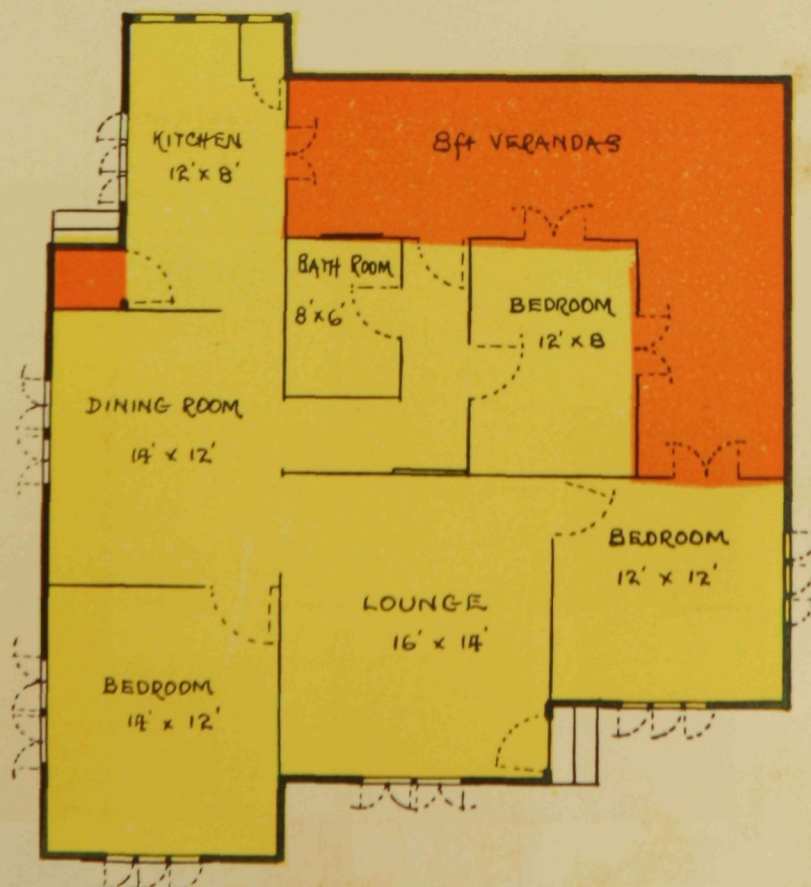 KITCHEN
12' x 8'
8ft VERANDAS
BATH ROOM
8' x 6'
BEDROOM
12' x 8
DINING ROOM
14' x 12'
BEDROOM
12' x 12'
LOUNGE
16' x 14'
BEDROOM
14' x 12'